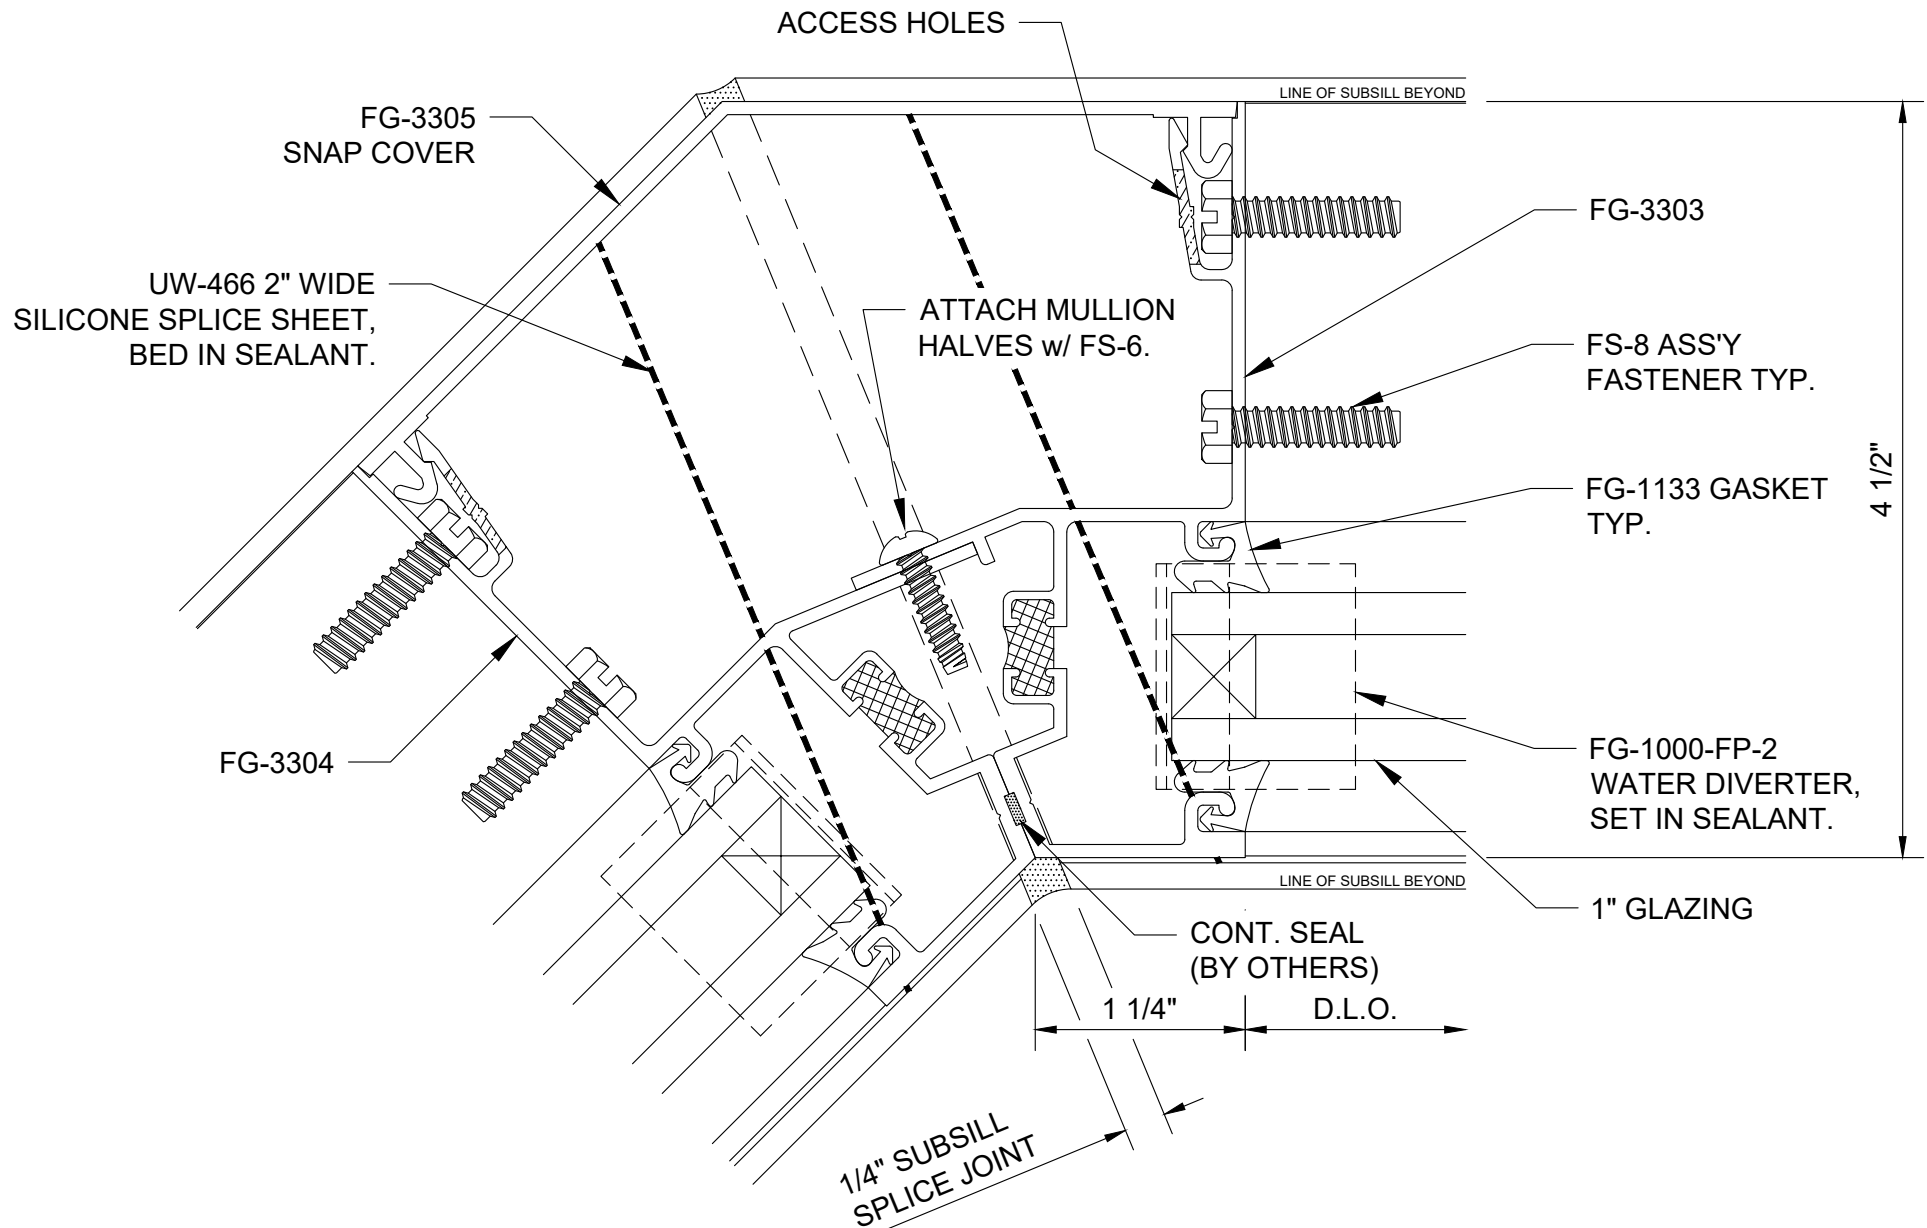 ACCESS HOLES
LINE OF SUBSILL BEYOND
FG-3305
SNAP COVER
FG-3303
UW-466 2" WIDE
SILICONE SPLICE SHEET,
BED IN SEALANT.
ATTACH MULLION
HALVES w/ FS-6.
FS-8 ASS'Y
FASTENER TYP.
4 1/2"
FG-1133 GASKET
TYP.
FG-3304
FG-1000-FP-2
WATER DIVERTER,
SET IN SEALANT.
LINE OF SUBSILL BEYOND
1" GLAZING
CONT. SEAL
(BY OTHERS)
1 1/4"
D.L.O.
1/4" SUBSILL
SPLICE JOINT